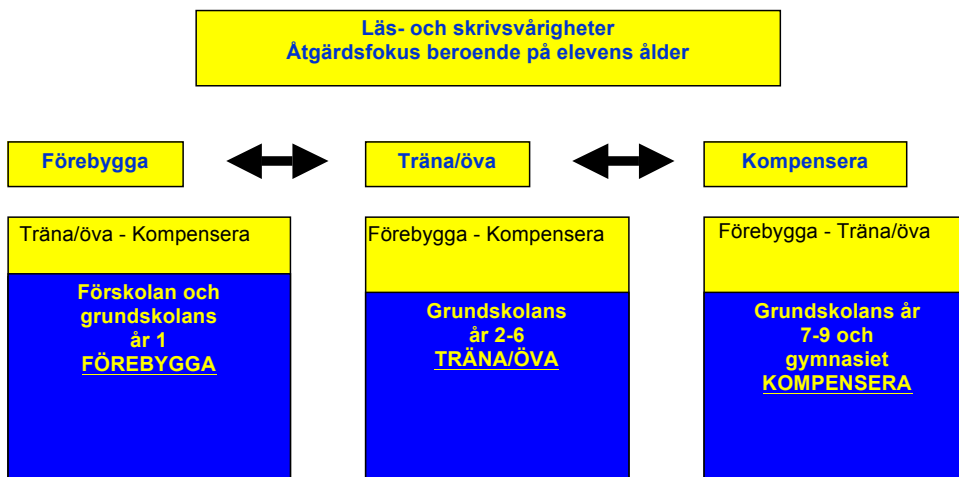 Läs- och skrivsvårigheter
Åtgärdsfokus beroende på elevens ålder
Förebygga
Träna/öva
Kompensera
Träna/öva - Kompensera
Förskolan och
grundskolans
år 1
FÖREBYGGA
Förebygga - Kompensera
Grundskolans
år 2-6
TRÄNA/ÖVA
Förebygga - Träna/öva
Grundskolans år
7-9 och
gymnasiet
KOMPENSERA